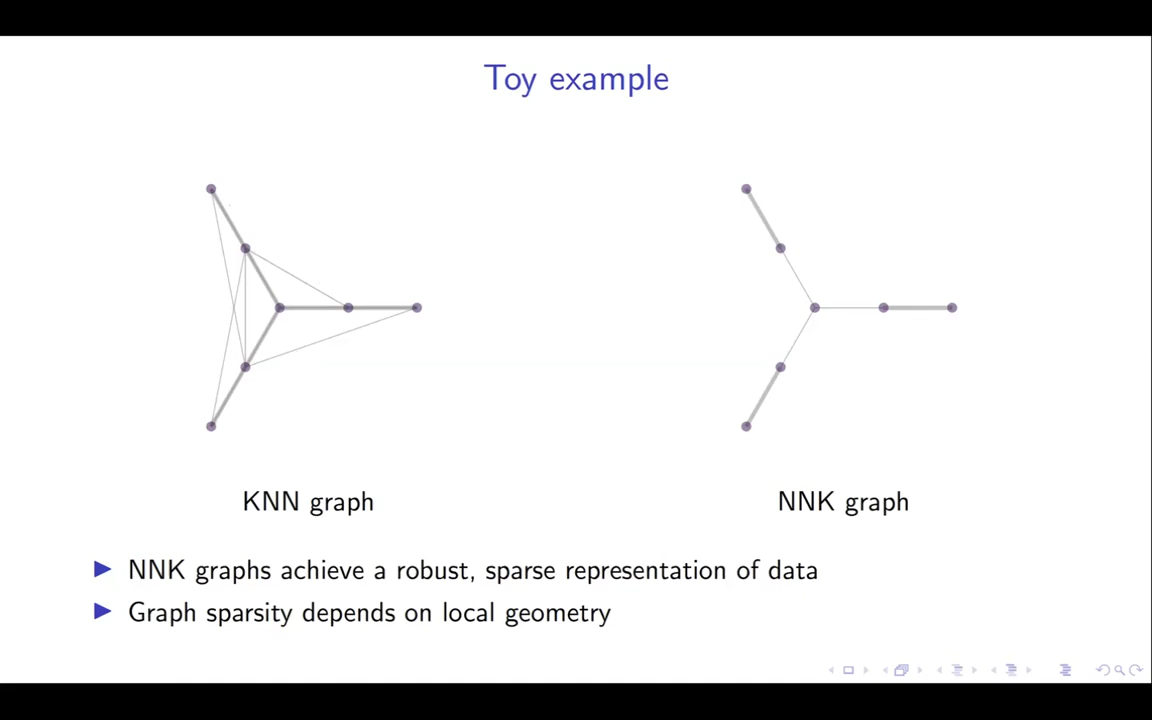 Toy example
KNN graph
NNK graph
NNK graphs achieve a robust, sparse representation of data
Graph sparsity depends on local geometry